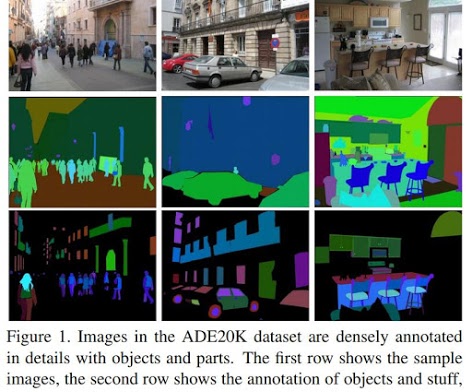 Figure 1. Images in the ADE20K dataset are densely annotated
in details with objects and parts. The first row shows the sample
images, the second row shows the annotation of objects and stuff,